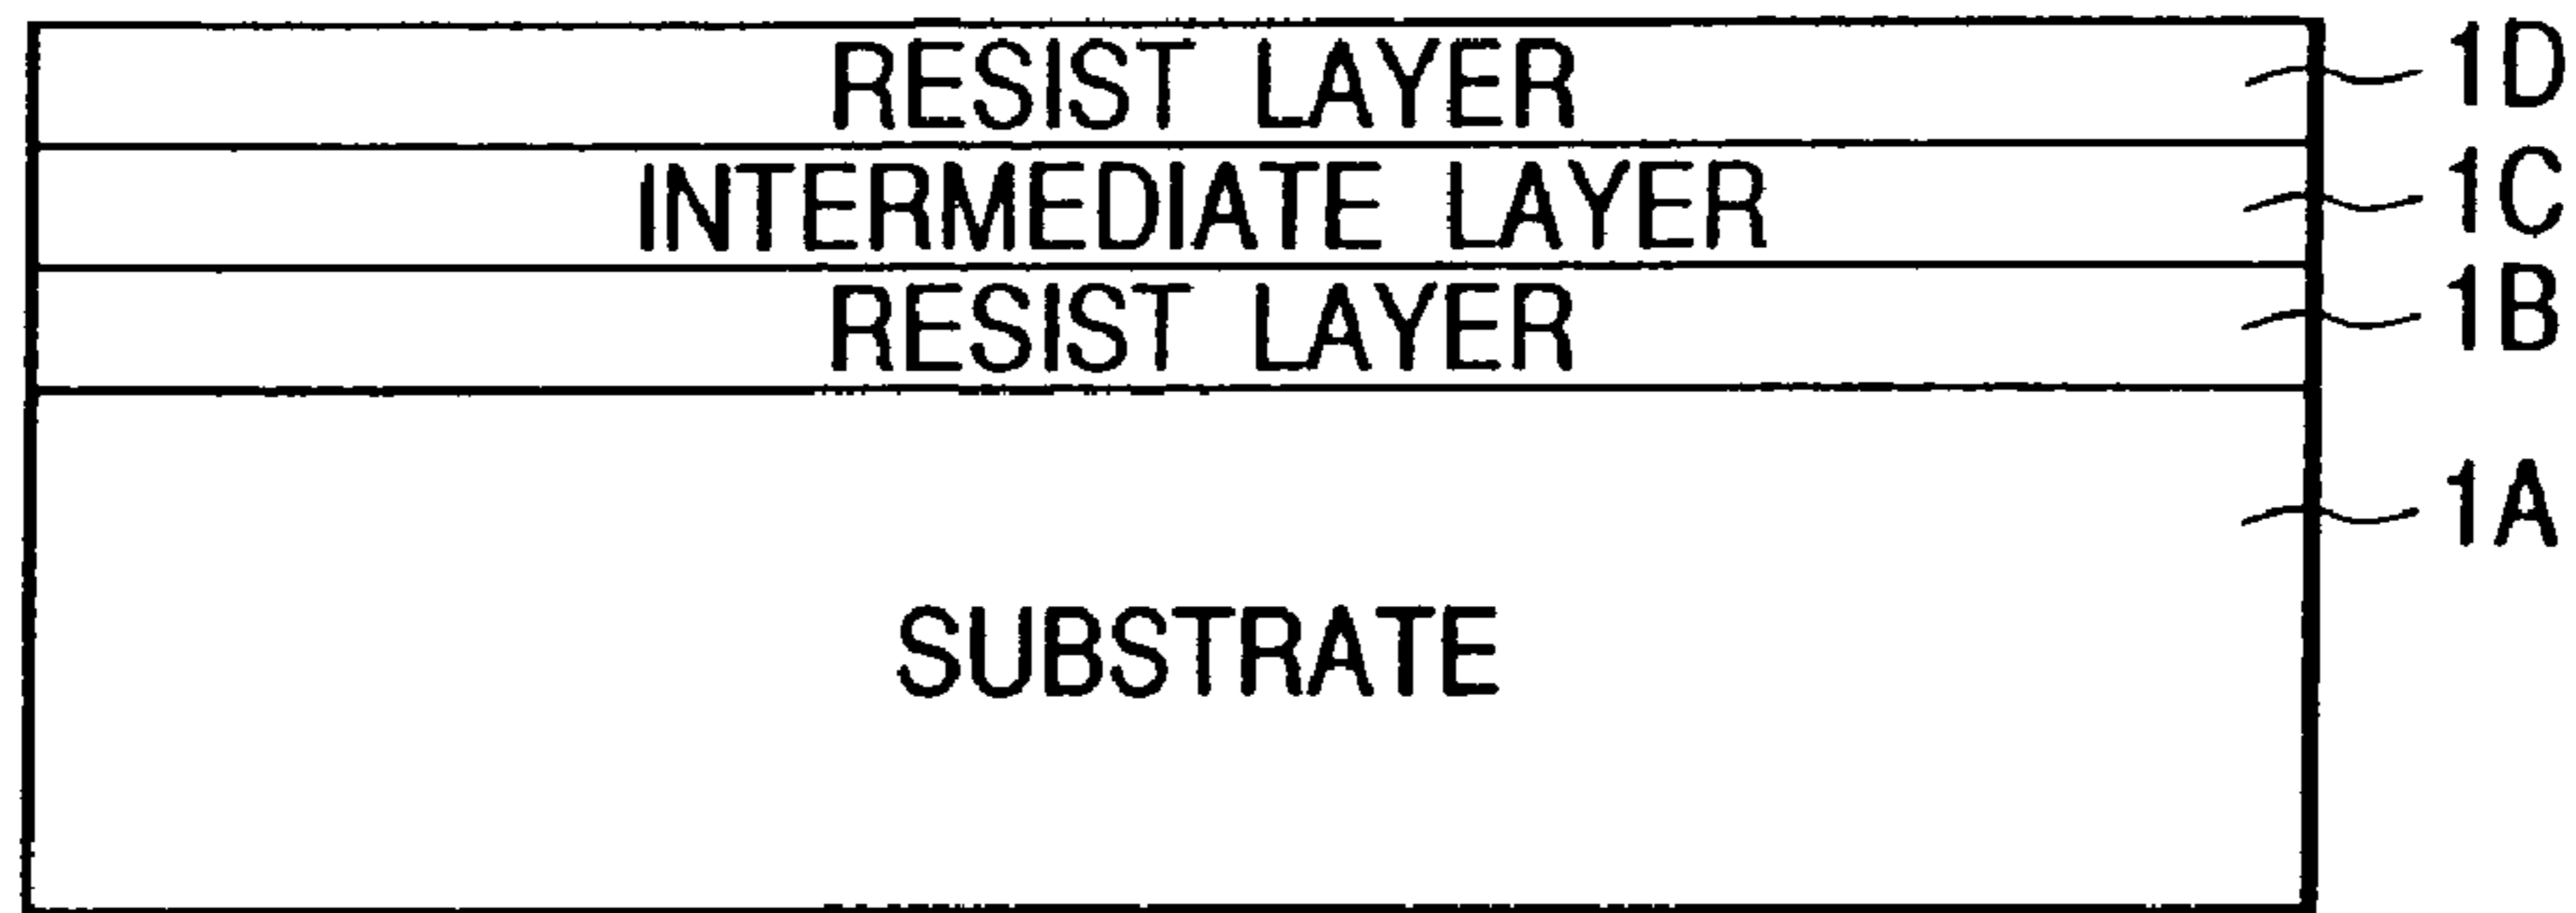 RESIST LAYER 1D
INTERMEDIATE LAYER 1C
RESIST LAYER 1B
1A
SUBSTRATE